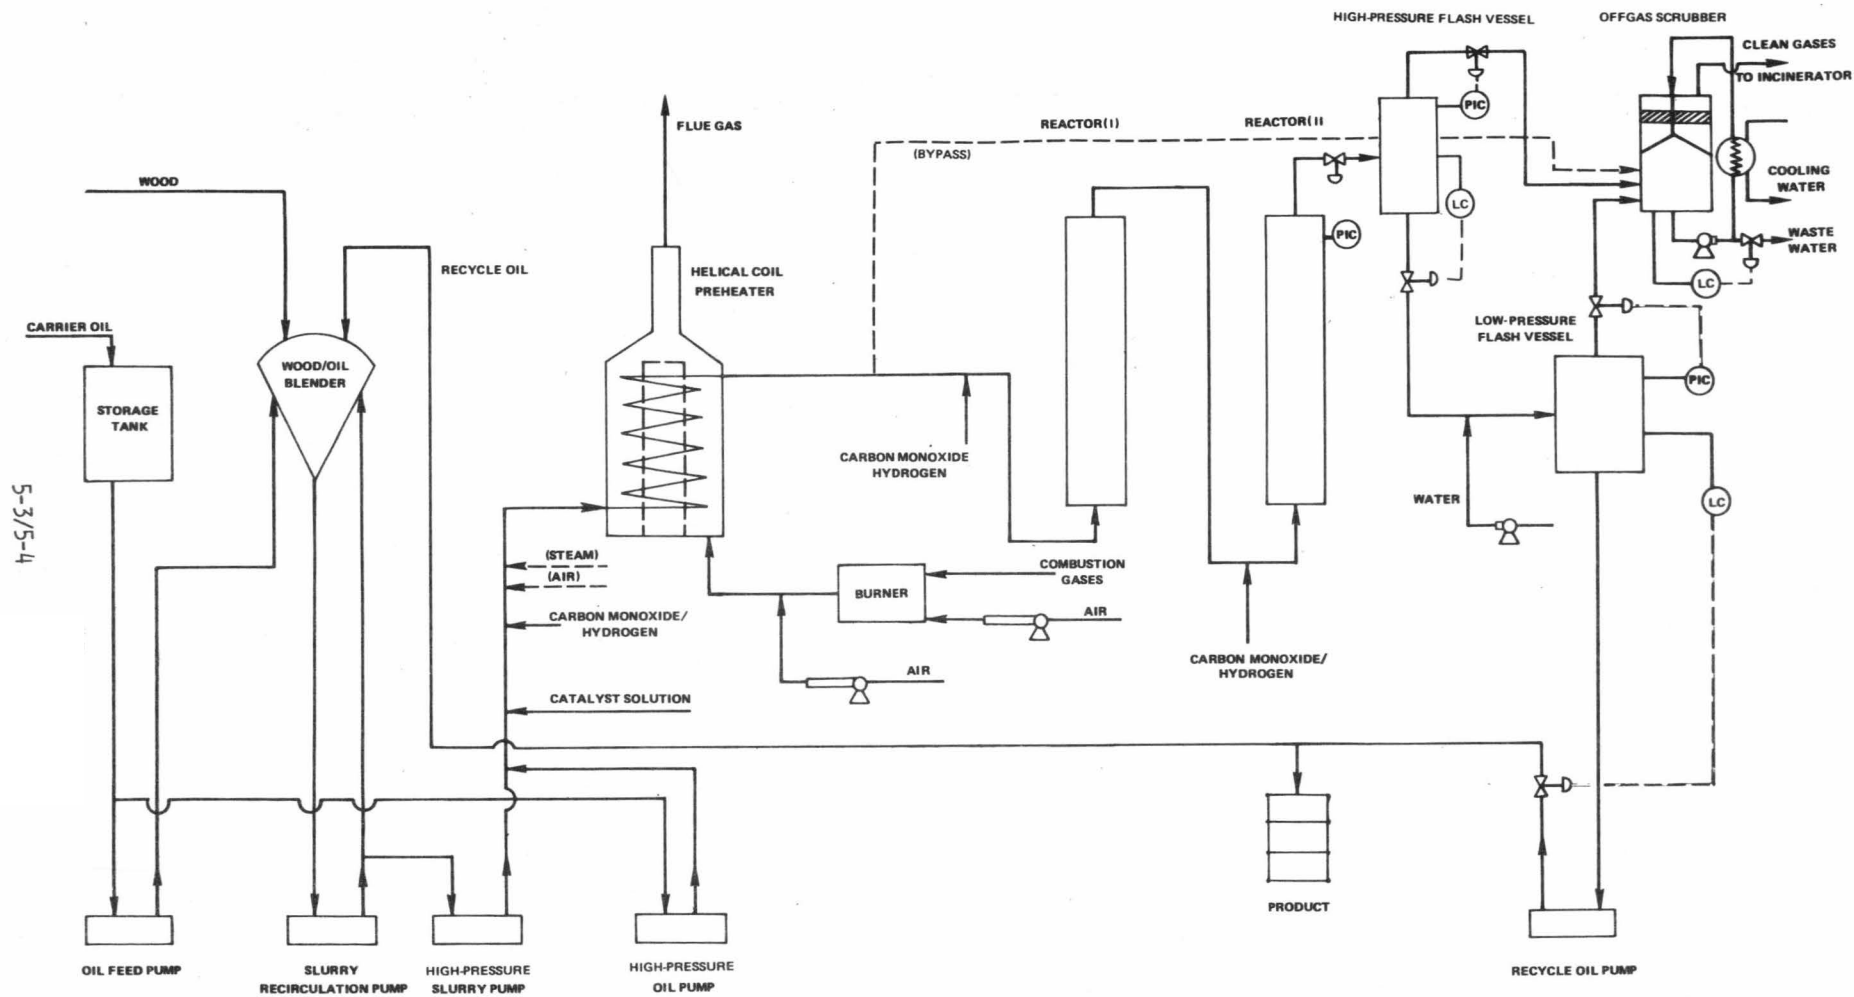 HIGH-PRESSURE FLASH VESSEL
OFFGAS SCRUBBER
CLEAN GASES
TO INCINERATOR
PIC
FLUE GAS
REACTOR(I)
REACTOR(II
(BYPASS)
WOOD
COOLING
WATER
LC
PIC
WASTE
WATER
RECYCLE OIL
HELICAL COIL
PREHEATER
LC
CARRIER OIL
LOW-PRESSURE
FLASH VESSEL
WOOD/OIL
BLENDER
PIC
STORAGE
TANK
CARBON MONOXIDE
HYDROGEN
WATER
LC
5-3/5-4
(STEAM)
(AIR)
COMBUSTION
GASES
BURNER
AIR
CARBON MONOXIDE/
HYDROGEN
CARBON MONOXIDE/
HYDROGEN
AIR
CATALYST SOLUTION
PRODUCT
OIL FEED PUMP
SLURRY
RECIRCULATION PUMP
HIGH-PRESSURE
SLURRY PUMP
HIGH-PRESSURE
OIL PUMP
RECYCLE OIL PUMP